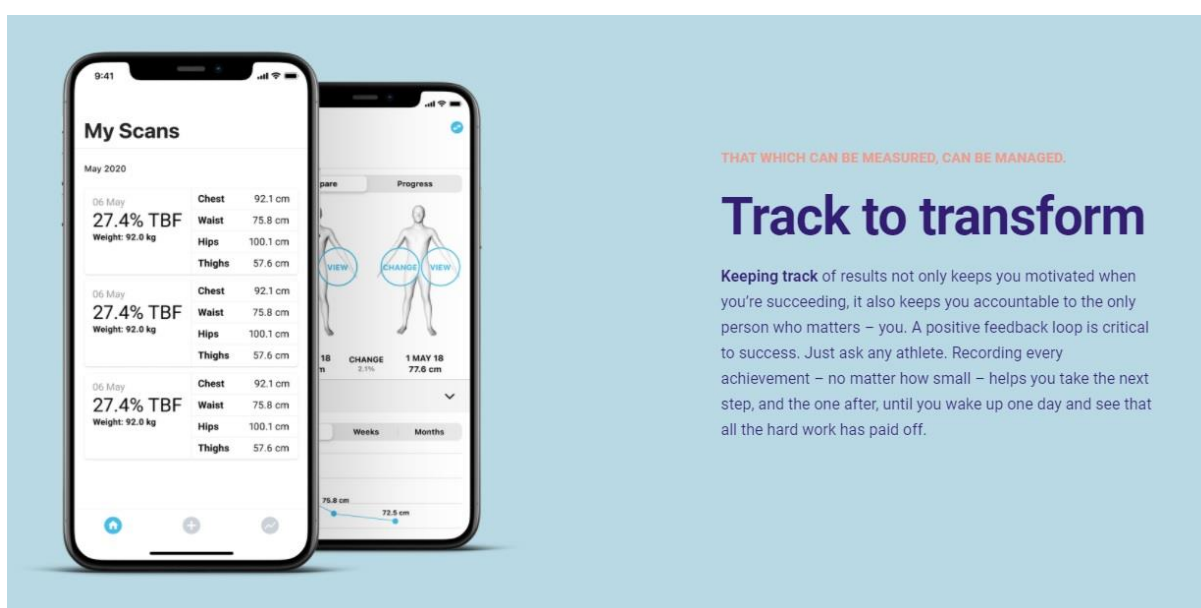 9:41
My Scans
May 2020
06 May
27.4% TBF
Weight: 92.0 kg
Chest 92.1 cm
Waist 75.8 cm
Hips 100.1 cm
Thighs 57.6 cm
06 May
27.4% TBF
Weight: 92.0 kg
Chest 92.1 cm
Waist 75.8 cm
Hips 100.1 cm
Thighs 57.6 cm
06 May
27.4% TBF
Weight: 92.0 kg
Chest 92.1 cm
Waist 75.8 cm
Hips 100.1 cm
Thighs 57.6 cm
Progress
VIEW CHANGE VIEW
18 CHANGE 1 MAY 18
2.1% 77.6 cm
Weeks Months
75.8 cm
72.5 cm
THAT WHICH CAN BE MEASURED, CAN BE MANAGED.
Track to transform
Keeping track of results not only keeps you motivated when
you're succeeding, it also keeps you accountable to the only
person who matters – you. A positive feedback loop is critical
to success. Just ask any athlete. Recording every
achievement – no matter how small – helps you take the next
step, and the one after, until you wake up one day and see that
all the hard work has paid off.